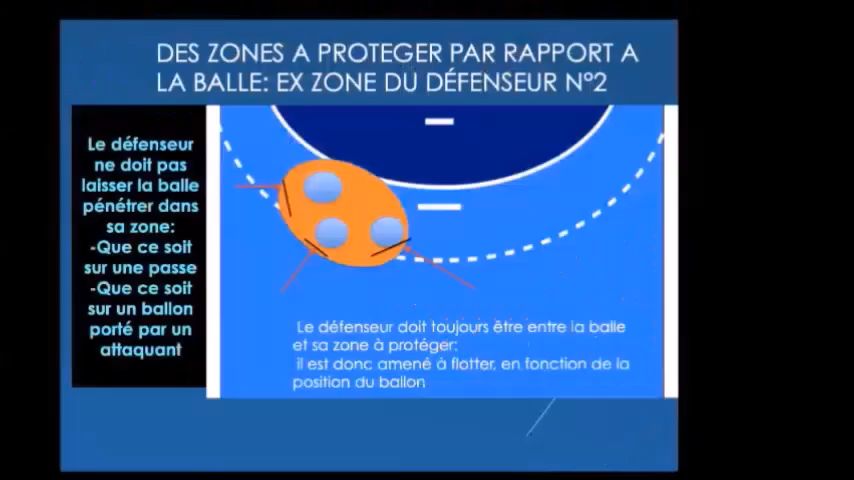 DES ZONES A PROTEGER PAR RAPPORT A
LA BALLE: EX ZONE DU DÉFENSEUR N°2
Le défenseur
ne doit pas
laisser la balle
pénétrer dans
sa zone:
-Que ce soit
sur une passe
-Que ce soit
sur un ballon
porté par un
attaquant
Le défenseur doit toujours être entre la balle
et sa zone à protéger:
il est donc amené à flotter, en fonction de la
position du ballon